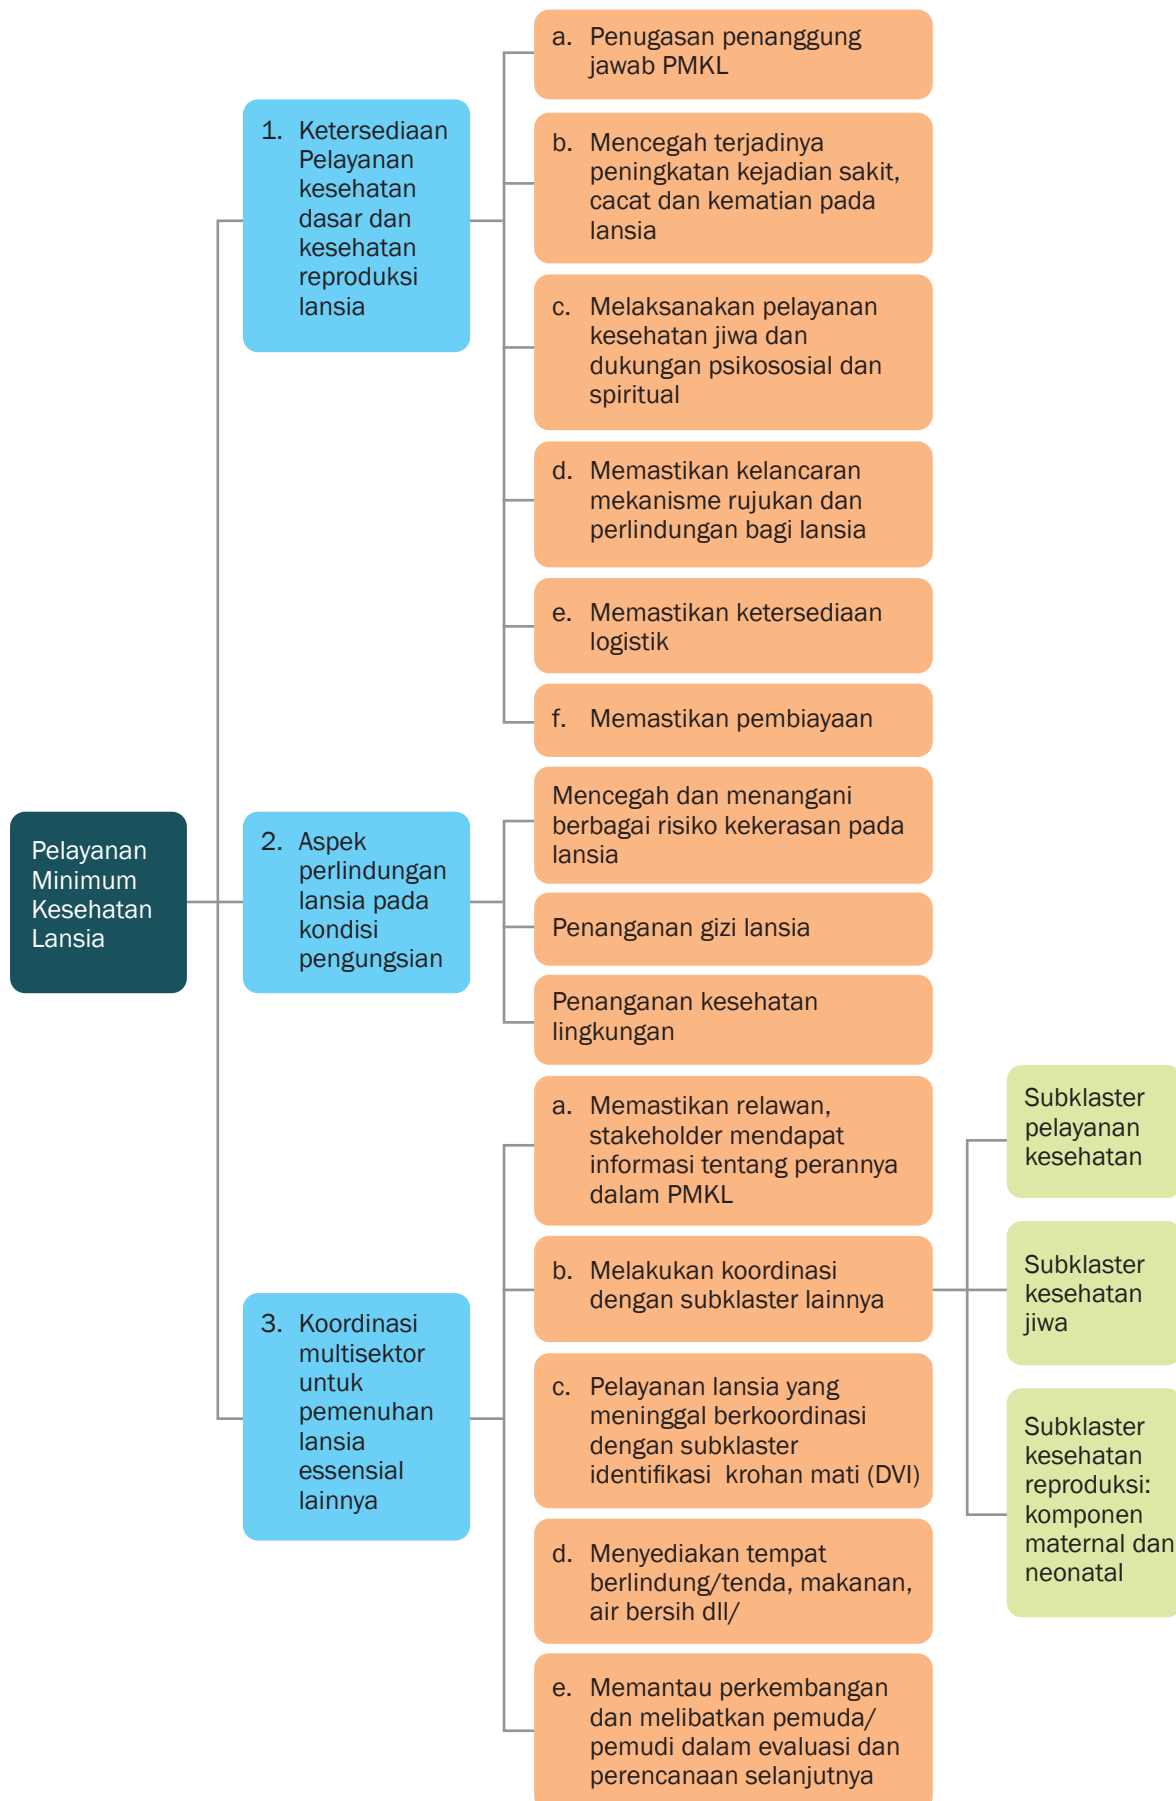 Pelayanan
Minimum
Kesehatan
Lansia
1. Ketersediaan
Pelayanan
kesehatan
dasar dan
kesehatan
reproduksi
lansia
a. Penugasan penanggung
jawab PMKL
b. Mencegah terjadinya
peningkatan kejadian sakit,
cacat dan kematian pada
lansia
c. Melaksanakan pelayanan
kesehatan jiwa dan
dukungan psikososial dan
spiritual
d. Memastikan kelancaran
mekanisme rujukan dan
perlindungan bagi lansia
e. Memastikan ketersediaan
logistik
f. Memastikan pembiayaan
2. Aspek
perlindungan
lansia pada
kondisi
pengungsian
Mencegah dan menangani
berbagai risiko kekerasan pada
lansia
Penanganan gizi lansia
Penanganan kesehatan
lingkungan
3. Koordinasi
multisektor
untuk
pemenuhan
lansia
essensial
lainnya
a. Memastikan relawan,
stakeholder mendapat
informasi tentang perannya
dalam PMKL
b. Melakukan koordinasi
dengan subklaster lainnya
Subklaster
pelayanan
kesehatan
Subklaster
kesehatan
jiwa
Subklaster
kesehatan
reproduksi:
komponen
maternal dan
neonatal
c. Pelayanan lansia yang
meninggal berkoordinasi
dengan subklaster
identifikasi krohan mati (DVI)
d. Menyediakan tempat
berlindung/tenda, makanan,
air bersih dll/
e. Memantau perkembangan
dan melibatkan pemuda/
pemudi dalam evaluasi dan
perencanaan selanjutnya